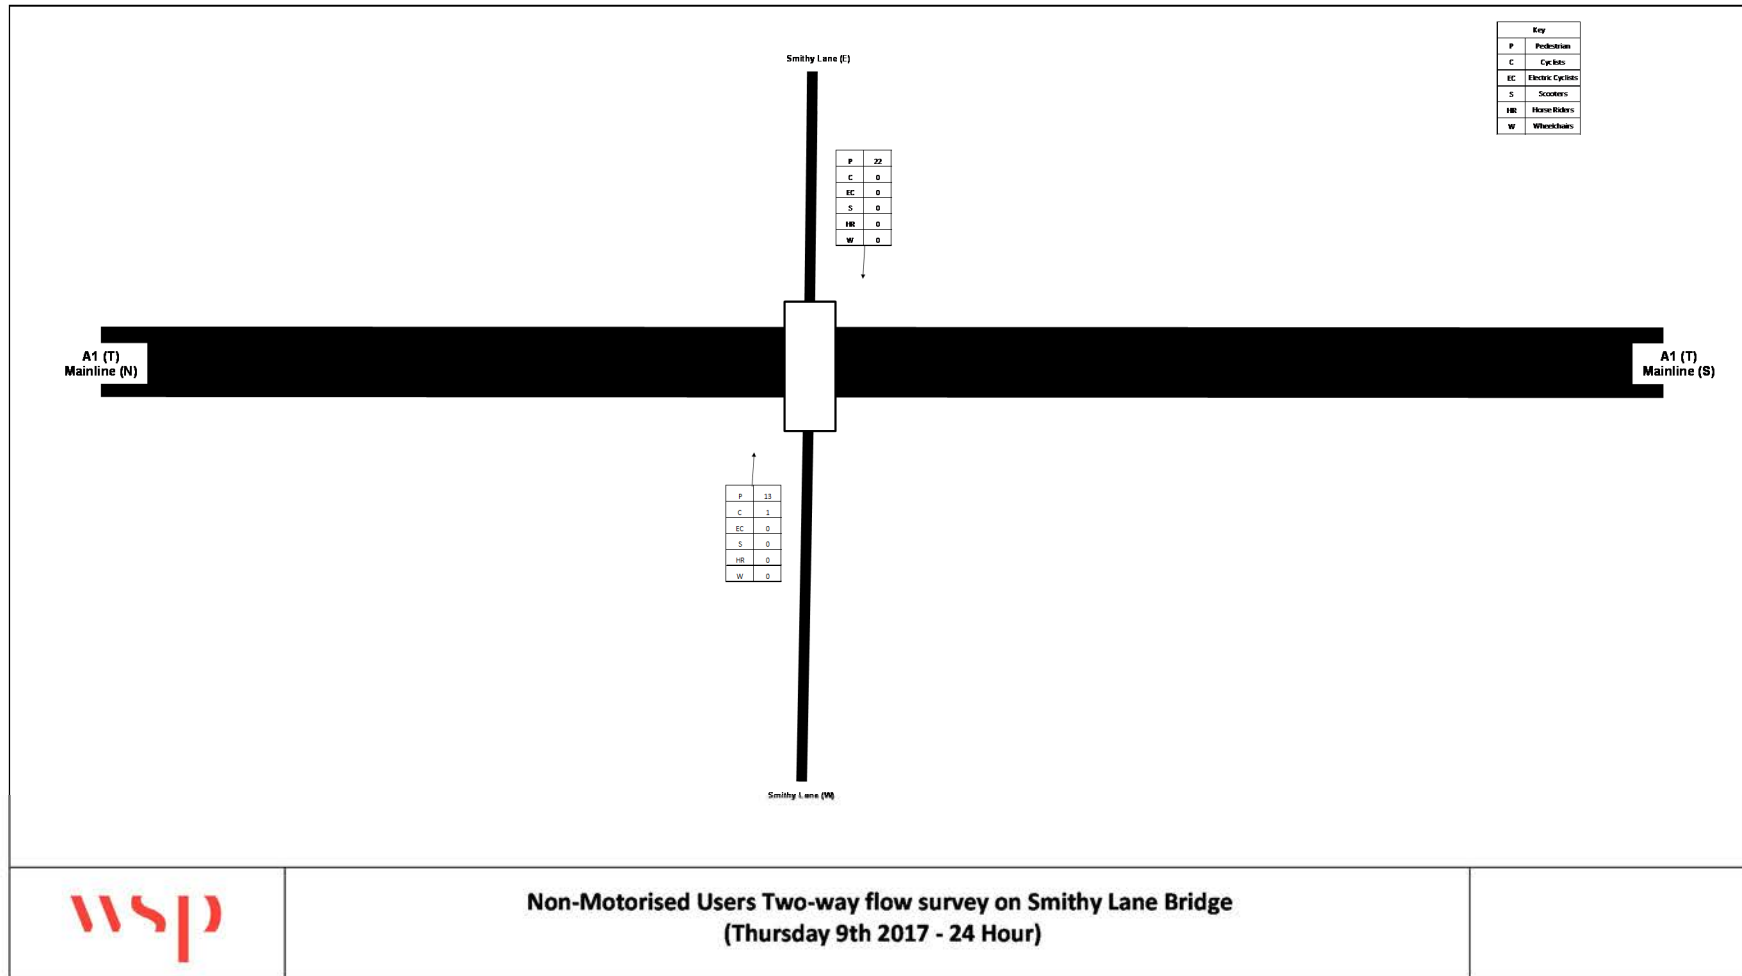 Key
P Pedestrian
C Cyclists
EC Electric Cyclists
S Scooters
HR Horse Riders
W Wheelchairs
Smithy Lane (E)
P 22
C 0
EC 0
S 0
HR 0
W 0
A1 (T)
Mainline (N)
A1 (T)
Mainline (S)
P 13
C 1
EC 0
S 0
HR 0
W 0
Smithy Lane (W)
wsp
Non-Motorised Users Two-way flow survey on Smithy Lane Bridge
(Thursday 9th 2017 - 24 Hour)